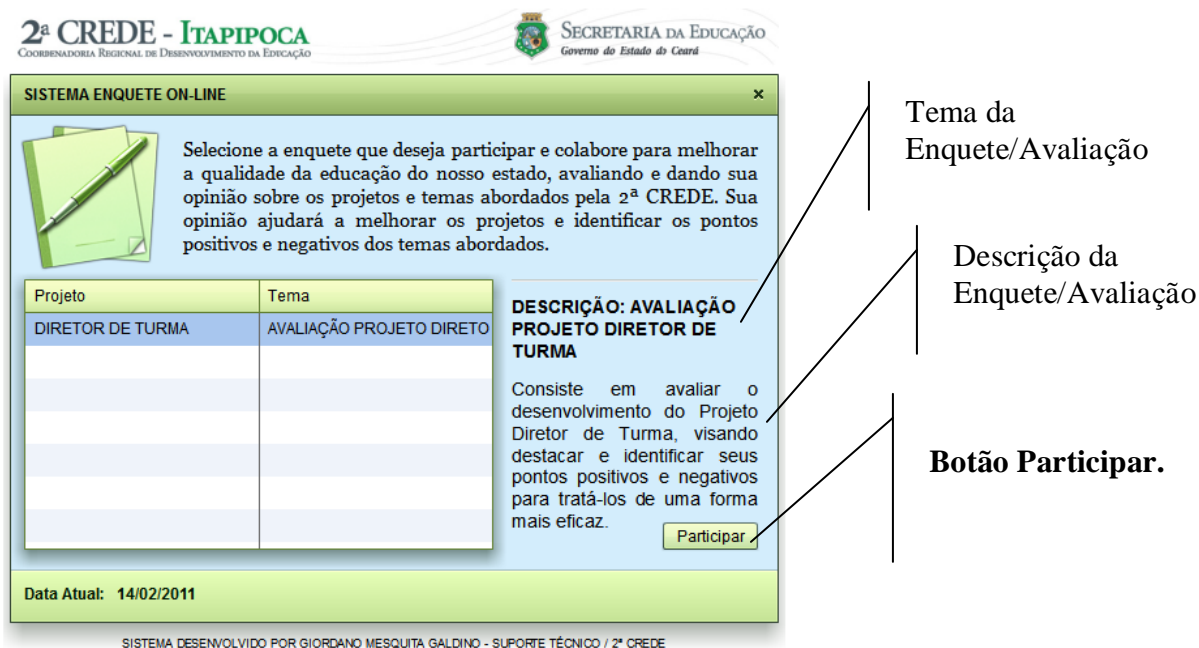 2ª CREDE - ITAPIPOCA
COORDENADORIA REGIONAL DE DESENVOLVIMENTO DA EDUCAÇÃO
SECRETARIA DA EDUCAÇÃO
Governo do Estado do Ceará
SISTEMA ENQUETE ON-LINE
×
Selecione a enquete que deseja participar e colabore para melhorar
a qualidade da educação do nosso estado, avaliando e dando sua
opinião sobre os projetos e temas abordados pela 2ª CREDE. Sua
opinião ajudará a melhorar os projetos e identificar os pontos
positivos e negativos dos temas abordados.
Projeto Tema
DIRETOR DE TURMA AVALIAÇÃO PROJETO DIRETO
DESCRIÇÃO: AVALIAÇÃO
PROJETO DIRETOR DE
TURMA
Consiste em avaliar o
desenvolvimento do Projeto
Diretor de Turma, visando
destacar e identificar seus
pontos positivos e negativos
para tratá-los de uma forma
mais eficaz.
Participar
Data Atual: 14/02/2011
SISTEMA DESENVOLVIDO POR GIORDANO MESQUITA GALDINO - SUPORTE TÉCNICO / 2ª CREDE
Tema da
Enquete/Avaliação
Descrição da
Enquete/Avaliação
Botão Participar.